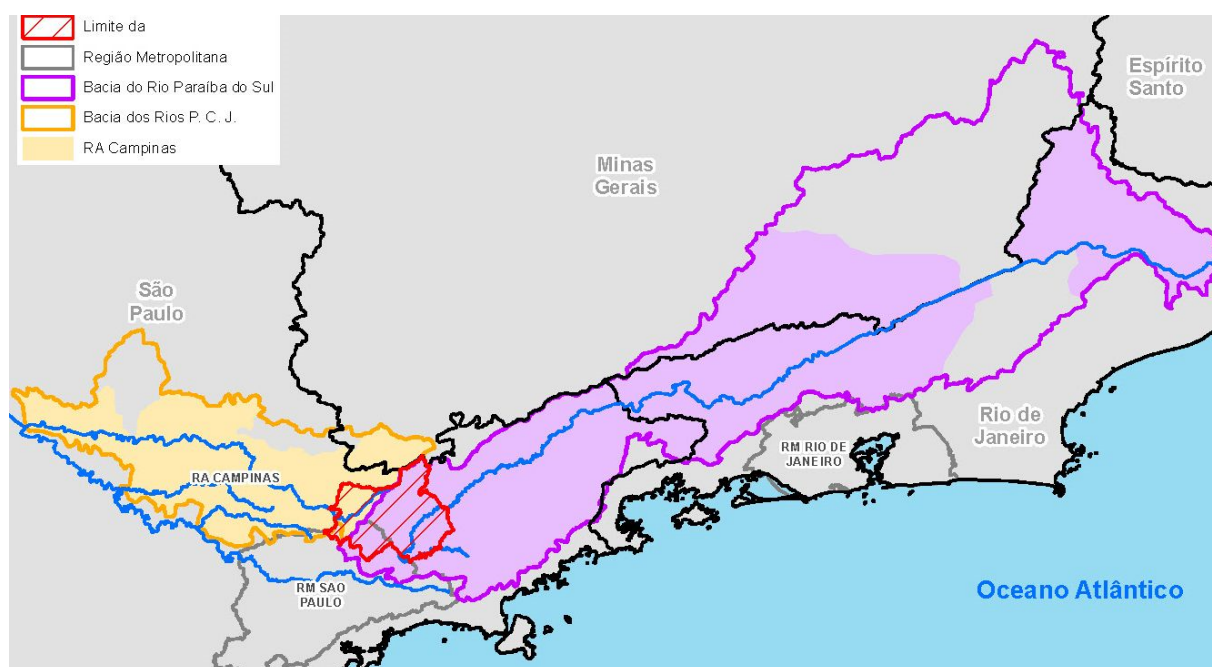 Limite da
Região Metropolitana
Bacia do Rio Paraíba do Sul
Bacia dos Rios P. C. J.
RA Campinas
Espírito
Santo
Minas
Gerais
São
Paulo
Rio de
Janeiro
RM RIO DE
JANEIRO
RA CAMPINAS
RM SAO
PAULO
Oceano Atlântico